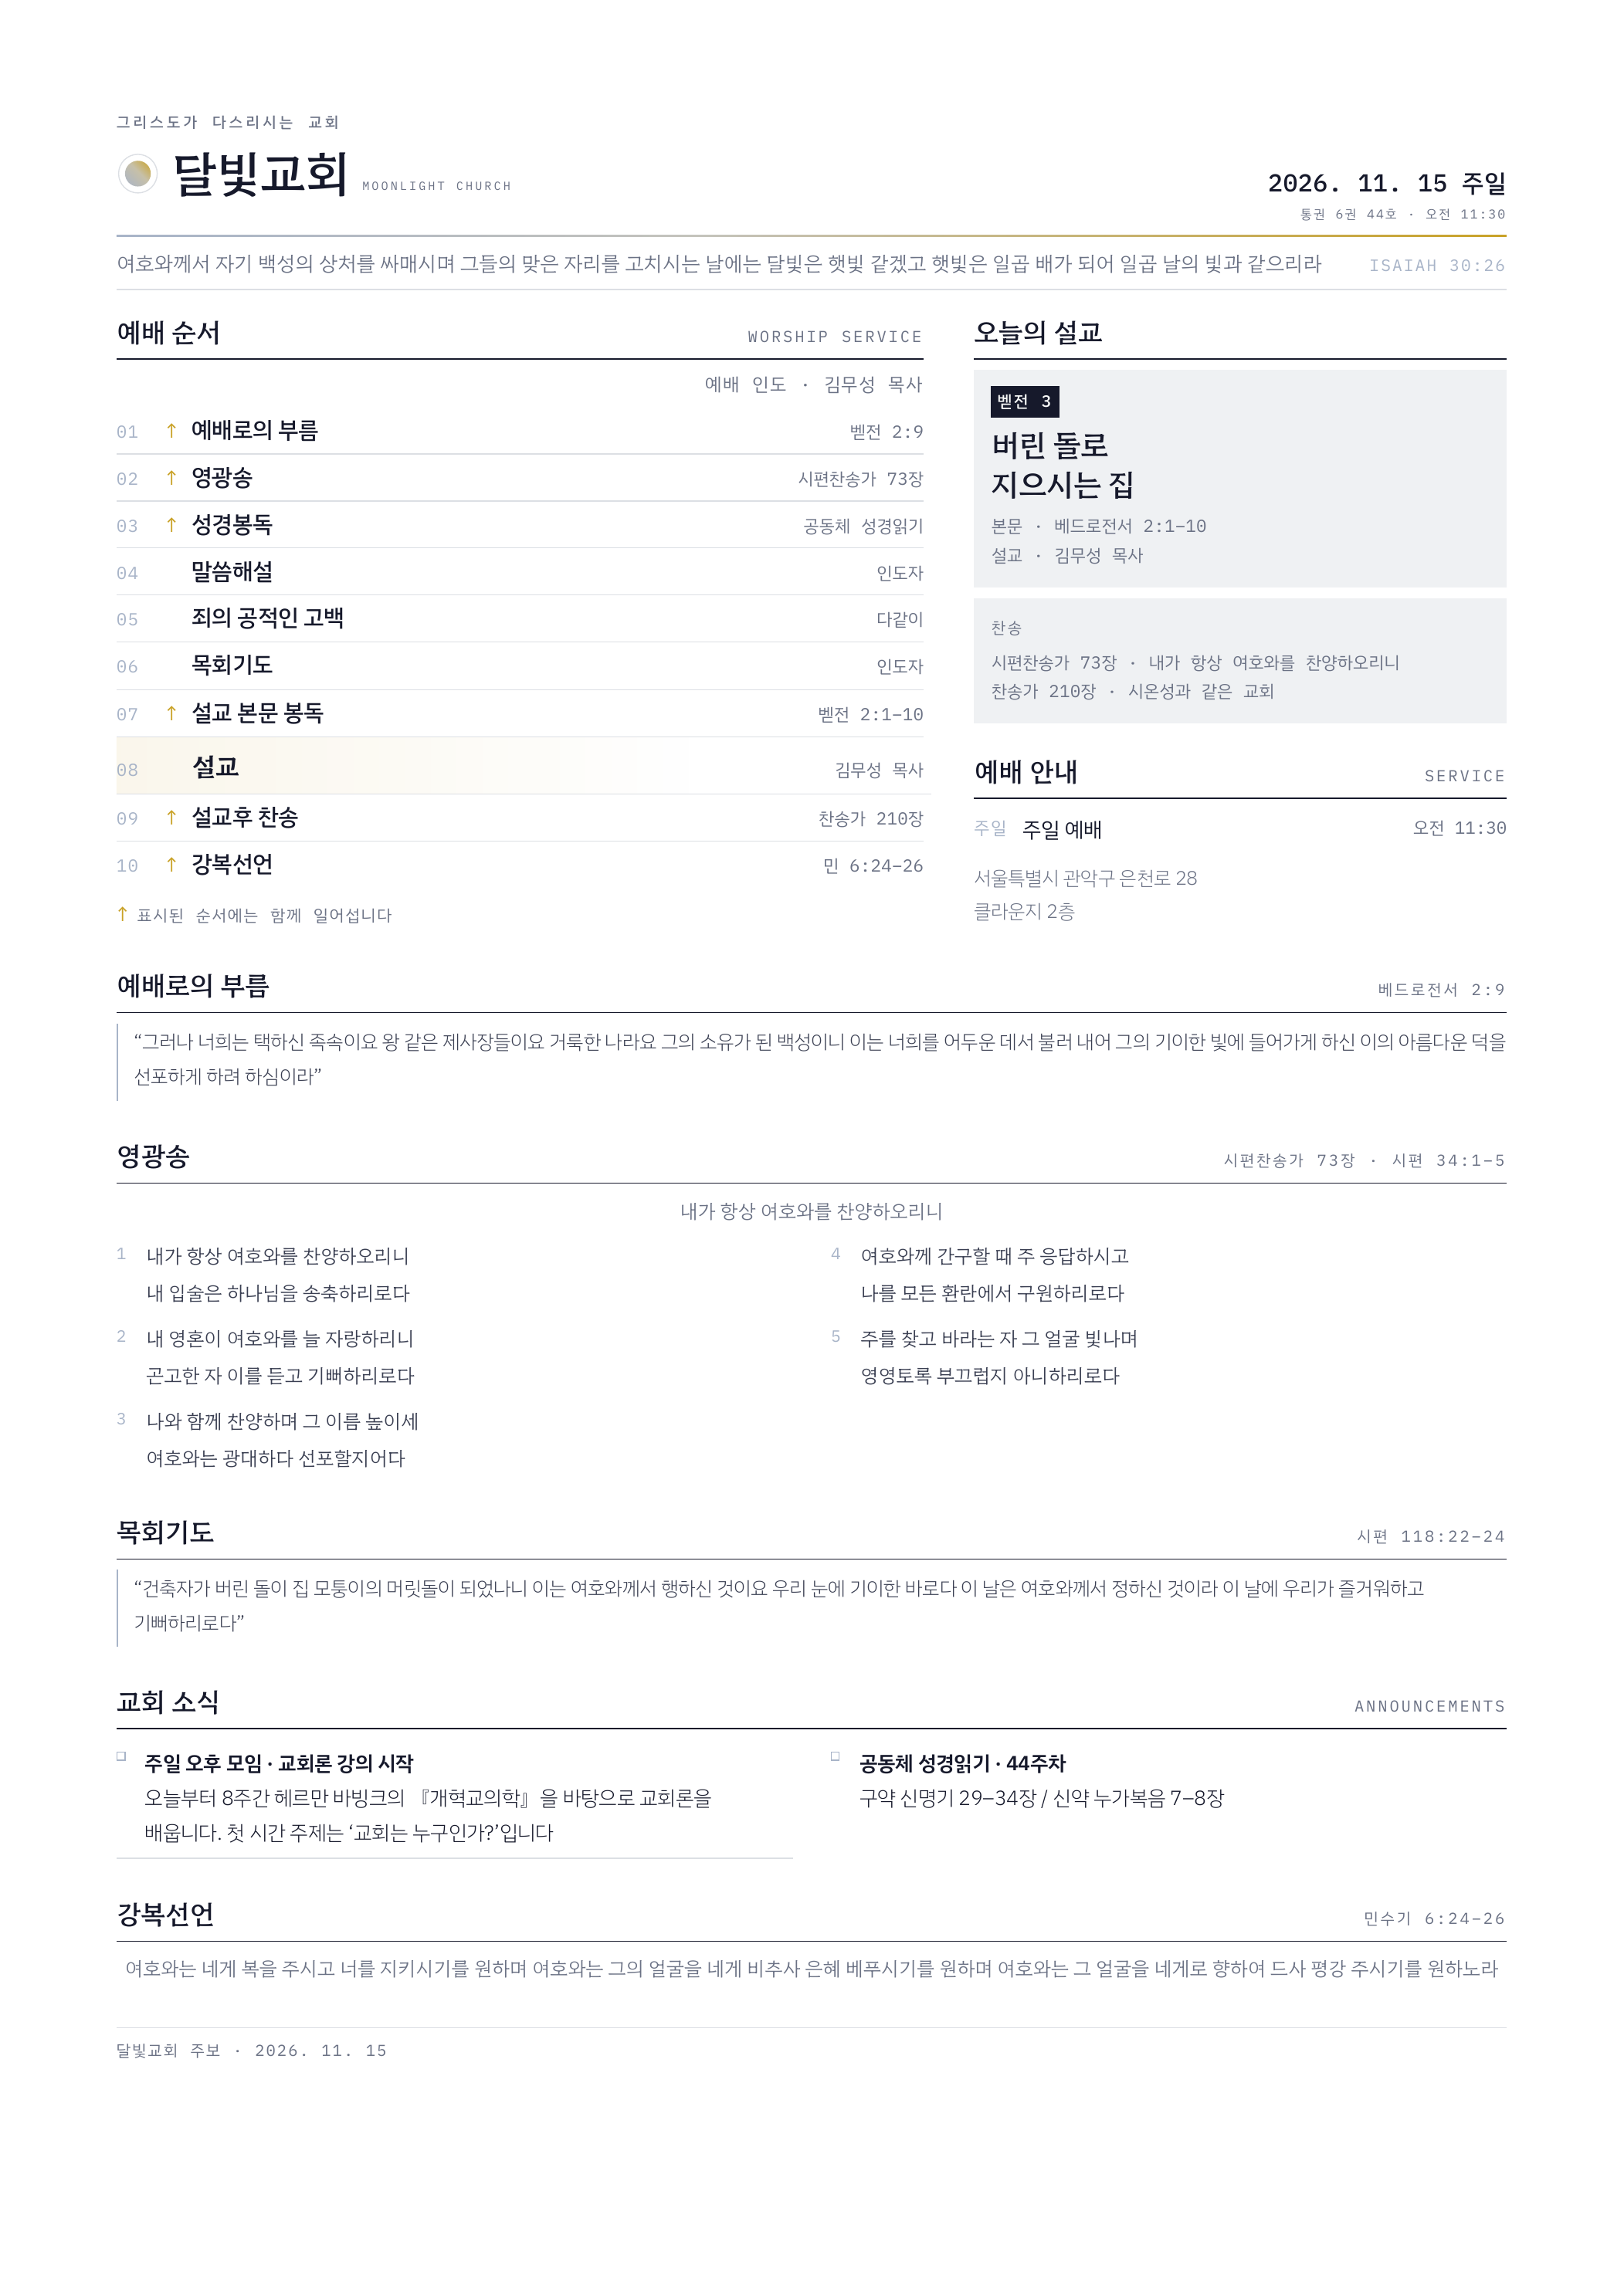 그리스도가 다스리시는 교회
달빛교회 MOONLIGHT CHURCH
2026. 11. 15 주일
통권 6권 44호 · 오전 11:30
여호와께서 자기 백성의 상처를 싸매시며 그들의 맞은 자리를 고치시는 날에는 달빛은 햇빛 같겠고 햇빛은 일곱 배가 되어 일곱 날의 빛과 같으리라 ISAIAH 30:26
예배 순서 WORSHIP SERVICE
예배 인도 · 김무성 목사
01 ↑ 예배로의 부름 벧전 2:9
02 ↑ 영광송 시편찬송가 73장
03 ↑ 성경봉독 공동체 성경읽기
04 말씀해설 인도자
05 죄의 공적인 고백 다같이
06 목회기도 인도자
07 ↑ 설교 본문 봉독 벧전 2:1–10
08 설교 김무성 목사
09 ↑ 설교후 찬송 찬송가 210장
10 ↑ 강복선언 민 6:24–26
↑ 표시된 순서에는 함께 일어섭니다
오늘의 설교
벧전 3
버린 돌로
지으시는 집
본문 · 베드로전서 2:1–10
설교 · 김무성 목사
찬송
시편찬송가 73장 · 내가 항상 여호와를 찬양하오리니
찬송가 210장 · 시온성과 같은 교회
예배 안내 SERVICE
주일 주일 예배 오전 11:30
서울특별시 관악구 은천로 28
클라운지 2층
예배로의 부름 베드로전서 2:9
“그러나 너희는 택하신 족속이요 왕 같은 제사장들이요 거룩한 나라요 그의 소유가 된 백성이니 이는 너희를 어두운 데서 불러 내어 그의 기이한 빛에 들어가게 하신 이의 아름다운 덕을
선포하게 하려 하심이라”
영광송 시편찬송가 73장 · 시편 34:1–5
내가 항상 여호와를 찬양하오리니
1 내가 항상 여호와를 찬양하오리니
내 입술은 하나님을 송축하리로다
2 내 영혼이 여호와를 늘 자랑하리니
곤고한 자 이를 듣고 기뻐하리로다
3 나와 함께 찬양하며 그 이름 높이세
여호와는 광대하다 선포할지어다
4 여호와께 간구할 때 주 응답하시고
나를 모든 환란에서 구원하리로다
5 주를 찾고 바라는 자 그 얼굴 빛나며
영영토록 부끄럽지 아니하리로다
목회기도 시편 118:22–24
“건축자가 버린 돌이 집 모퉁이의 머릿돌이 되었나니 이는 여호와께서 행하신 것이요 우리 눈에 기이한 바로다 이 날은 여호와께서 정하신 것이라 이 날에 우리가 즐거워하고
기뻐하리로다”
교회 소식 ANNOUNCEMENTS
□ 주일 오후 모임 · 교회론 강의 시작
오늘부터 8주간 헤르만 바빙크의 『개혁교의학』을 바탕으로 교회론을
배웁니다. 첫 시간 주제는 ‘교회는 누구인가?’입니다
□ 공동체 성경읽기 · 44주차
구약 신명기 29–34장 / 신약 누가복음 7–8장
강복선언 민수기 6:24–26
여호와는 네게 복을 주시고 너를 지키시기를 원하며 여호와는 그의 얼굴을 네게 비추사 은혜 베푸시기를 원하며 여호와는 그 얼굴을 네게로 향하여 드사 평강 주시기를 원하노라
달빛교회 주보 · 2026. 11. 15